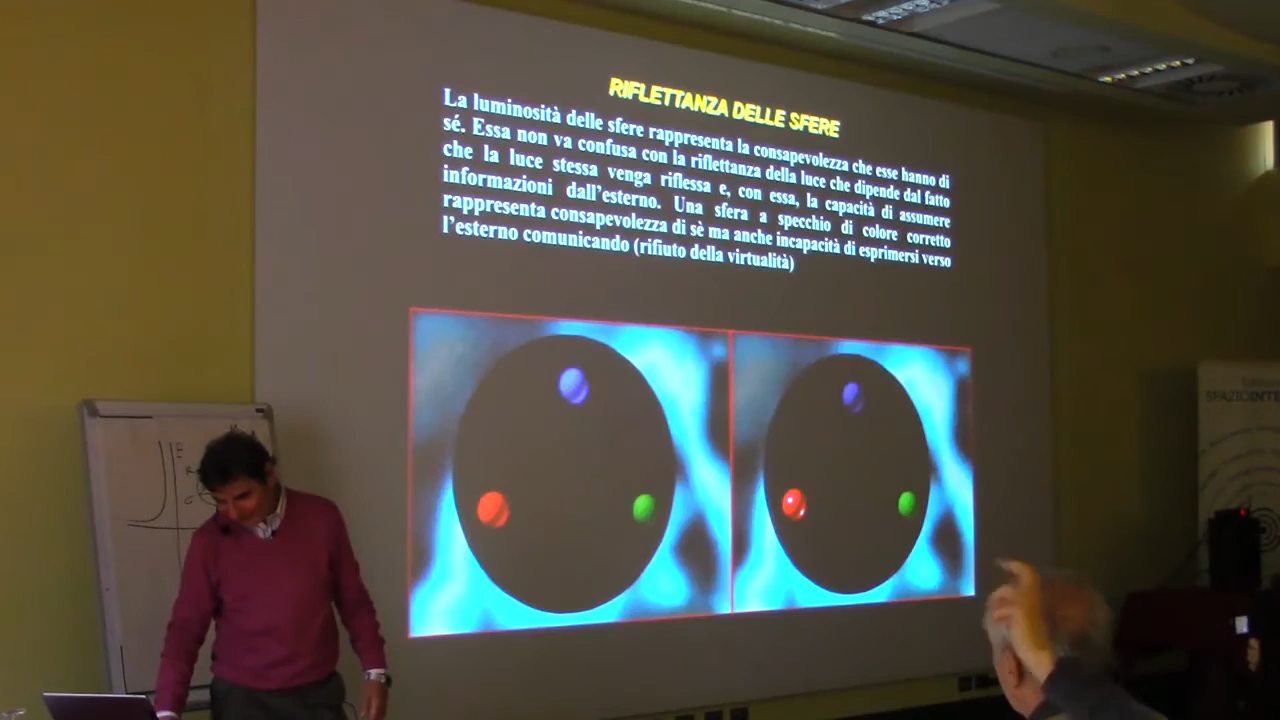 RIFLETTANZA DELLE SFERE
La luminosità delle sfere rappresenta la consapevolezza che esse hanno di
sé. Essa non va confusa con la riflettanza della luce che dipende dal fatto
che la luce stessa venga riflessa e, con essa, la capacità di assumere
informazioni dall'esterno. Una sfera a specchio di colore corretto
rappresenta consapevolezza di sè ma anche incapacità di esprimersi verso
l'esterno comunicando (rifiuto della virtualità)
E
SPAZIOINTE